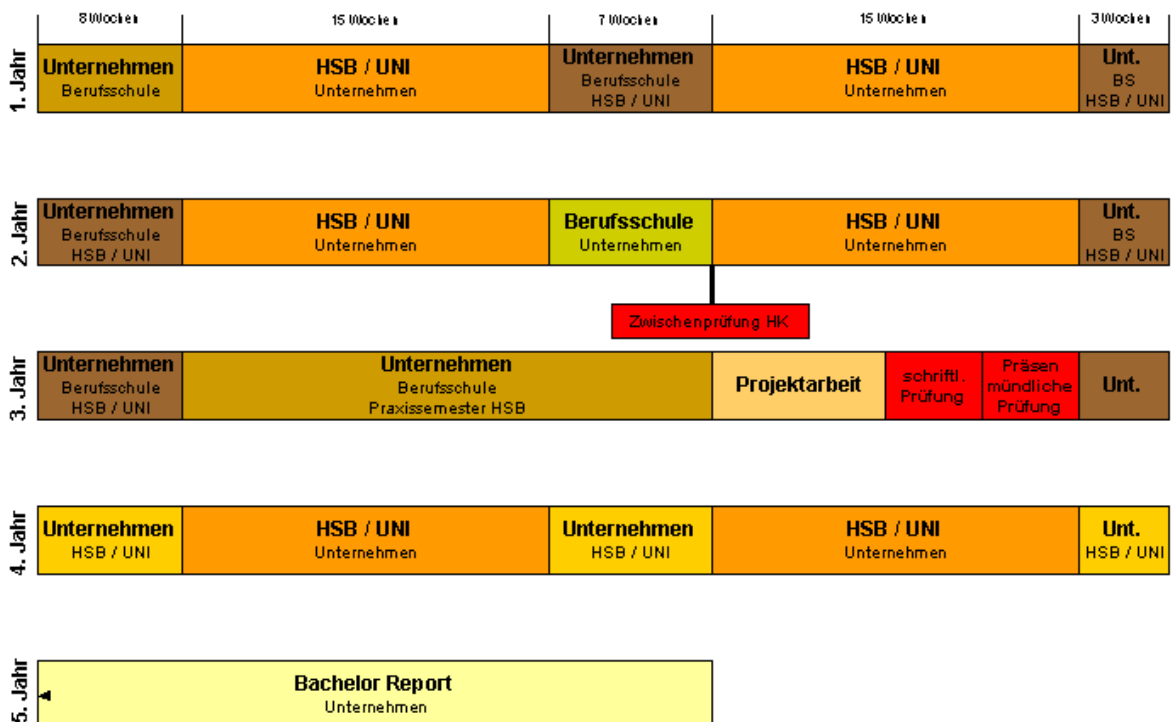 8 Wochen
15 Wochen
7 Wochen
15 Wochen
3 Wochen
1. Jahr
Unternehmen
Berufsschule
HSB / UNI
Unternehmen
Unternehmen
Berufsschule
HSB / UNI
HSB / UNI
Unternehmen
Unt.
BS
HSB / UNI
2. Jahr
Unternehmen
Berufsschule
HSB / UNI
HSB / UNI
Unternehmen
Berufsschule
Unternehmen
HSB / UNI
Unternehmen
Unt.
BS
HSB / UNI
Zwischenprüfung HK
3. Jahr
Unternehmen
Berufsschule
HSB / UNI
Unternehmen
Berufsschule
Praxissemester HSB
Projektarbeit
schriftl.
Prüfung
Präsen
mündliche
Prüfung
Unt.
4. Jahr
Unternehmen
HSB / UNI
HSB / UNI
Unternehmen
Unternehmen
HSB / UNI
HSB / UNI
Unternehmen
Unt.
HSB / UNI
5. Jahr
Bachelor Report
Unternehmen